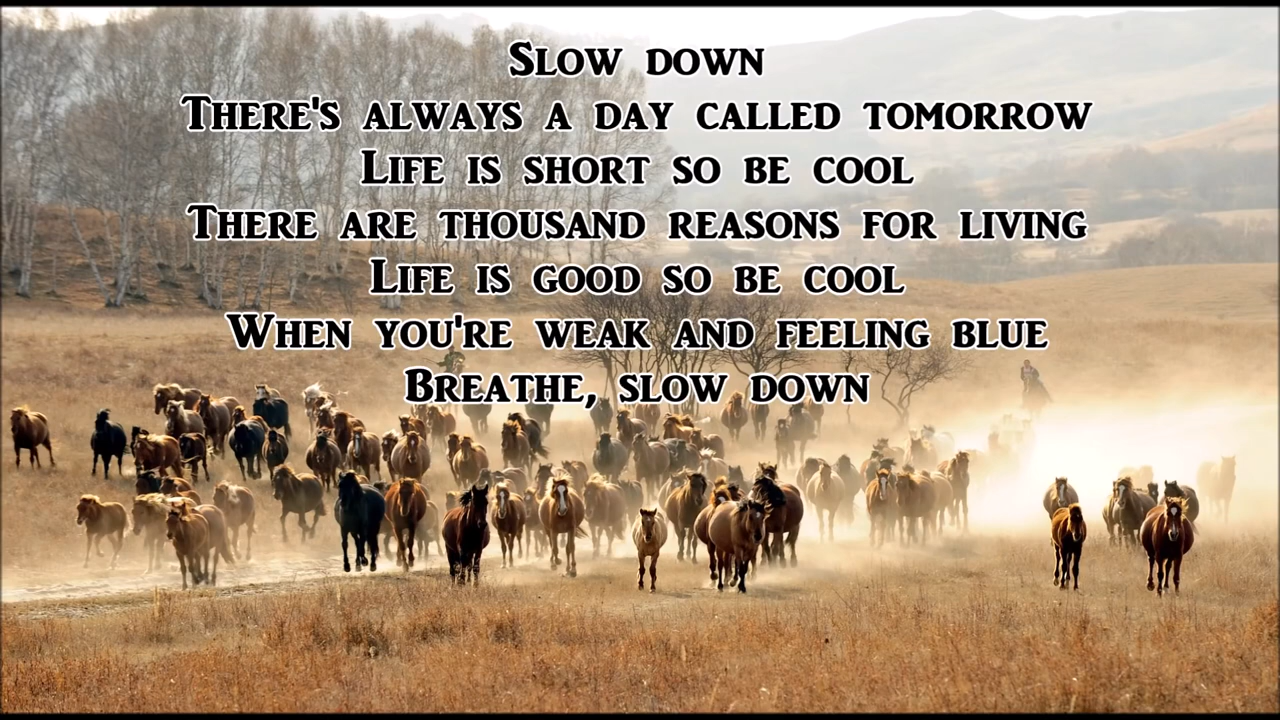 Slow down
There's always a day called tomorrow
Life is short so be cool
There are thousand reasons for living
Life is good so be cool
When you're weak and feeling blue
Breathe, slow down